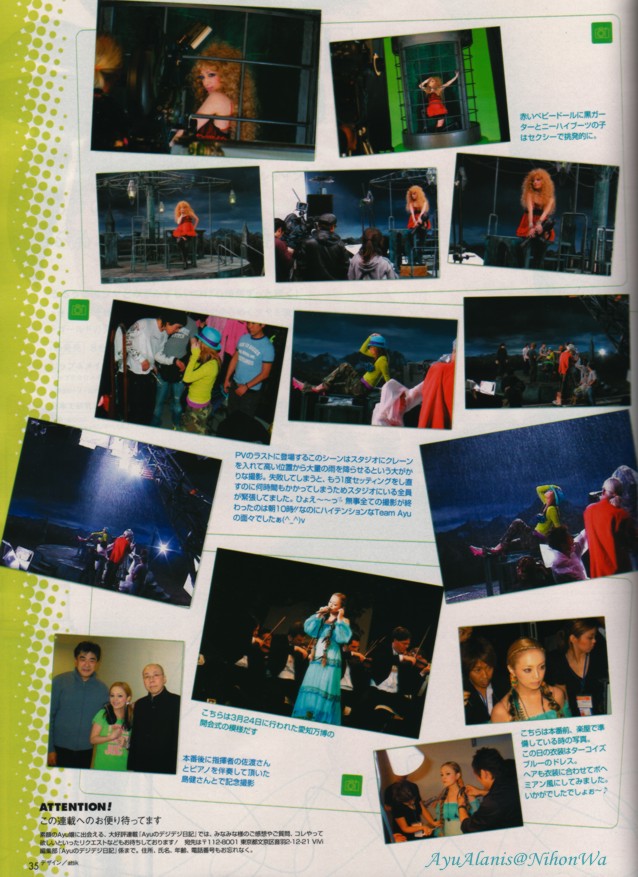 赤いベビードールに黒ガー
ターとニーハイブーツの子
はセクシーで挑発的に。
PVのラストに登場するこのシーンはスタジオにクレーン
を入れて高い位置から大量の雨を降らせるという大がか
りな撮影。失敗してしまうと、もう1度セッティングをし直
すのに何時間もかかってしまうためスタジオにいる全員
が緊張してました。ひょえ〜〜っ 無事全ての撮影が終
わったのは朝10時!!なのにハイテンションなTeam Ayu
の面々でしたぁ(^_^)v
こちらは3月24日に行われた愛知万博の
開会式の模様だす
本番後に指揮者の佐渡さん
とピアノを伴奏して頂いた
島健さんとで記念撮影
こちらは本番前、楽屋で準
備している時の写真。
この日の衣装はターコイズ
ブルーのドレス。
ヘアも衣装に合わせてボヘ
ミアン風にしてみました。
いかがでしたでしょぉ〜♪
ATTENTION!
この連載へのお便り待ってます
素顔のAyu嬢に出会える、大好評連載「Ayuのデジデジ日記」では、みなみな様のご感想やご質問、コレやって
欲しいといったリクエストなどもお待ちしております! 宛先は〒112-8001 東京都文京区音羽2-12-21 ViVi
編集部「Ayuのデジデジ日記」係まで。住所、氏名、年齢、電話番号もお忘れなく。
35 デザイン/attik
AyuAlanis@NihonWa